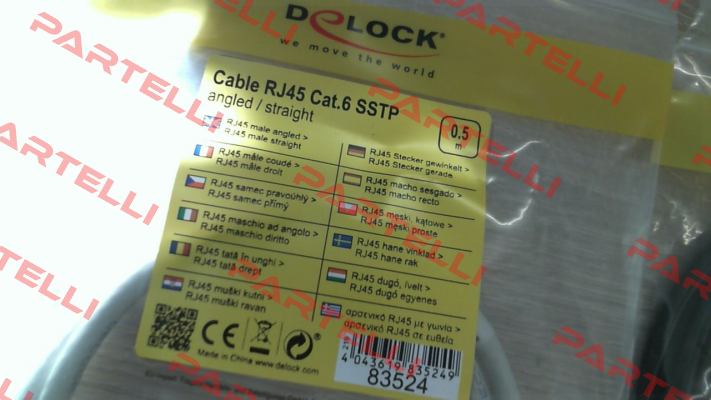 DeLOCK®
we move the world
Cable RJ45 Cat.6 SSTP
angled / straight
0.5
m
RJ45 male angled >
RJ45 male straight
RJ45 Stecker gewinkelt >
RJ45 Stecker gerade
RJ45 mâle coudé >
RJ45 mâle droit
RJ45 macho sesgado >
RJ45 macho recto
RJ45 samec pravoúhlý >
RJ45 samec přímý
RJ45 męski, kątowe >
RJ45 męski proste
RJ45 maschio ad angolo >
RJ45 maschio diritto
RJ45 hane vinklad >
RJ45 hane rak
RJ45 tată în unghi >
RJ45 tată drept
RJ45 dugó, ívelt >
RJ45 dugó egyenes
RJ45 muški kutni >
RJ45 muški ravan
αρσενικό RJ45 με γωνία >
αρσενικό RJ45 σε ευθεία
CE
Made in China www.delock.com
4 043619 835249
83524
PARTELLI
PARTELLI
PARTELLI
PARTELLI
PARTELLI
PARTELLI
PARTELLI
PARTELLI
PARTELLI